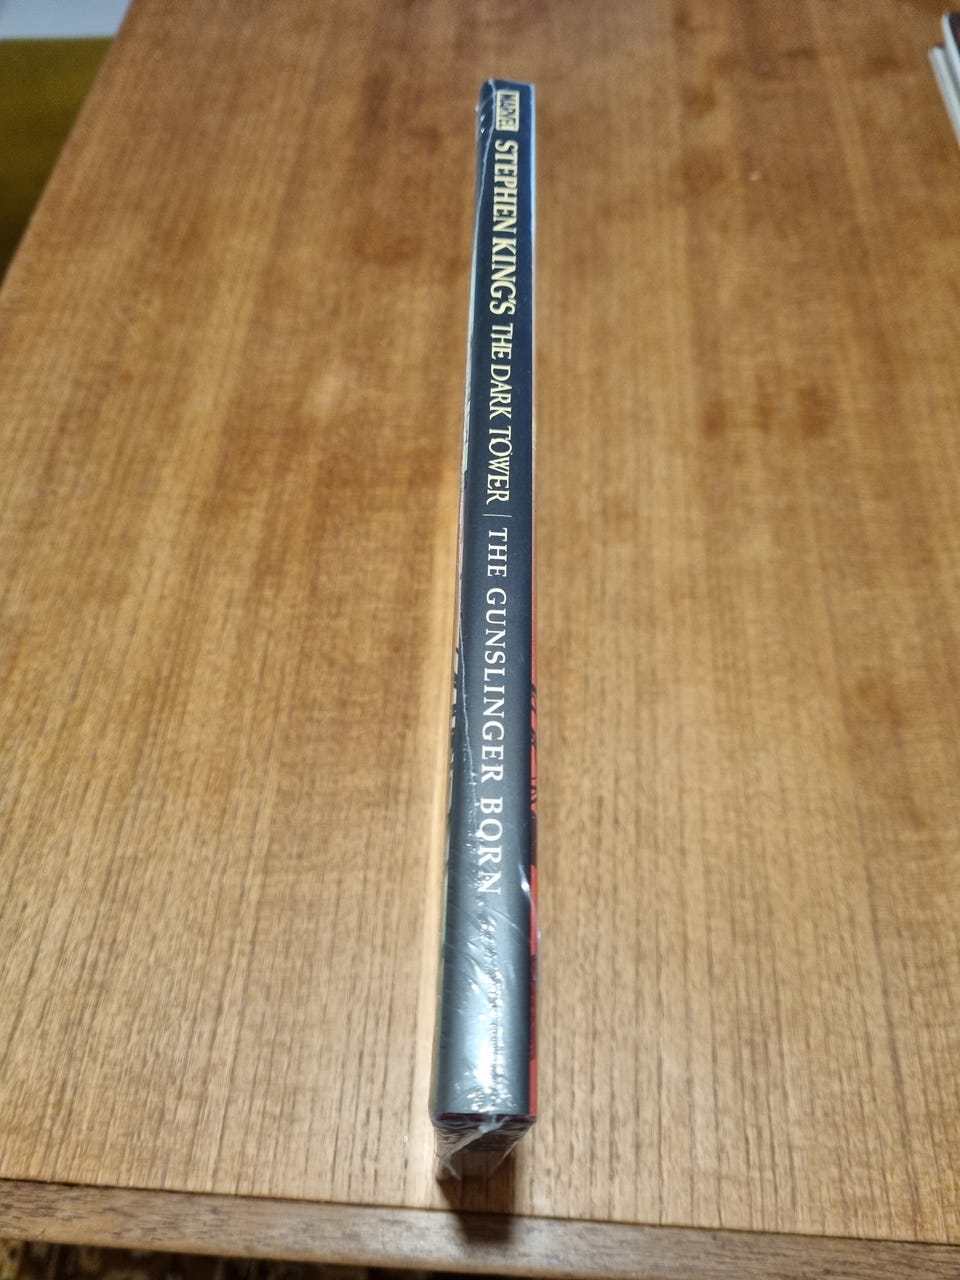 MARVEL STEPHEN KING'S THE DARK TOWER | THE GUNSLINGER BORN